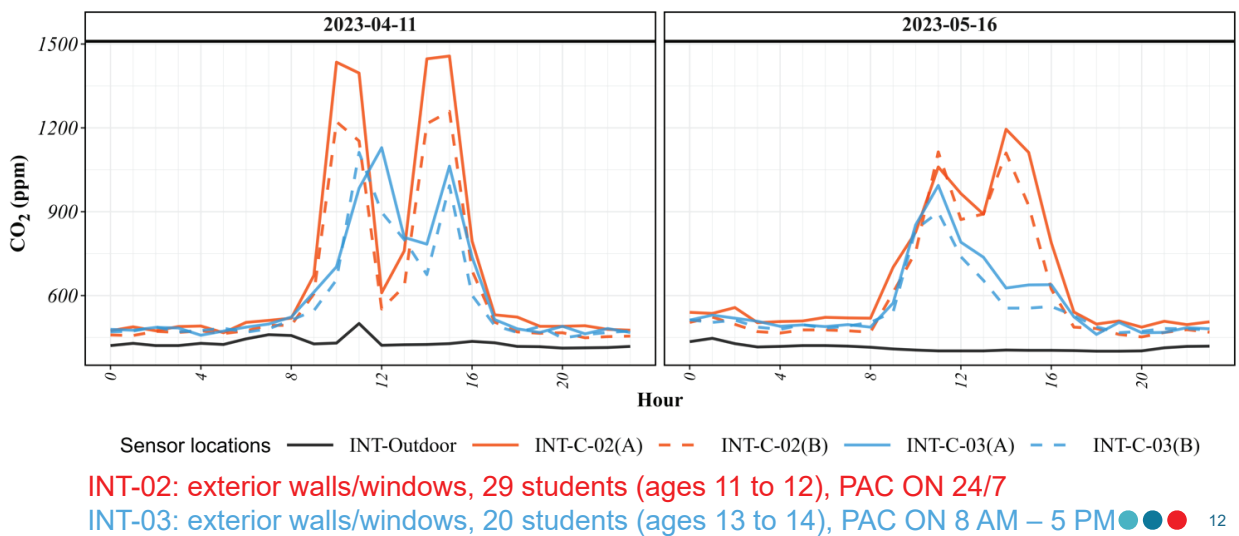 2023-04-11 2023-05-16
1500
1200
900
600
CO2 (ppm)
0 4 8 12 16 20 0 4 8 12 16 20
Hour
Sensor locations INT-Outdoor INT-C-02(A) INT-C-02(B) INT-C-03(A) INT-C-03(B)
INT-02: exterior walls/windows, 29 students (ages 11 to 12), PAC ON 24/7
INT-03: exterior walls/windows, 20 students (ages 13 to 14), PAC ON 8 AM – 5 PM
12